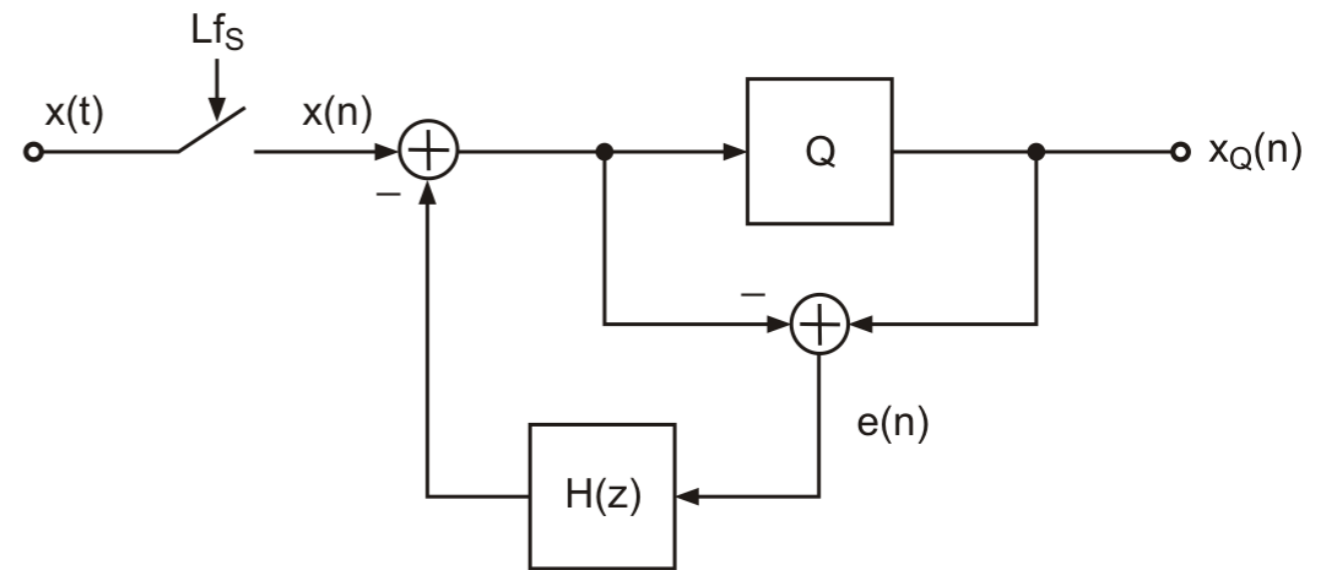 Lf_S
x(t)
x(n)
–
Q
x_Q(n)
–
e(n)
H(z)